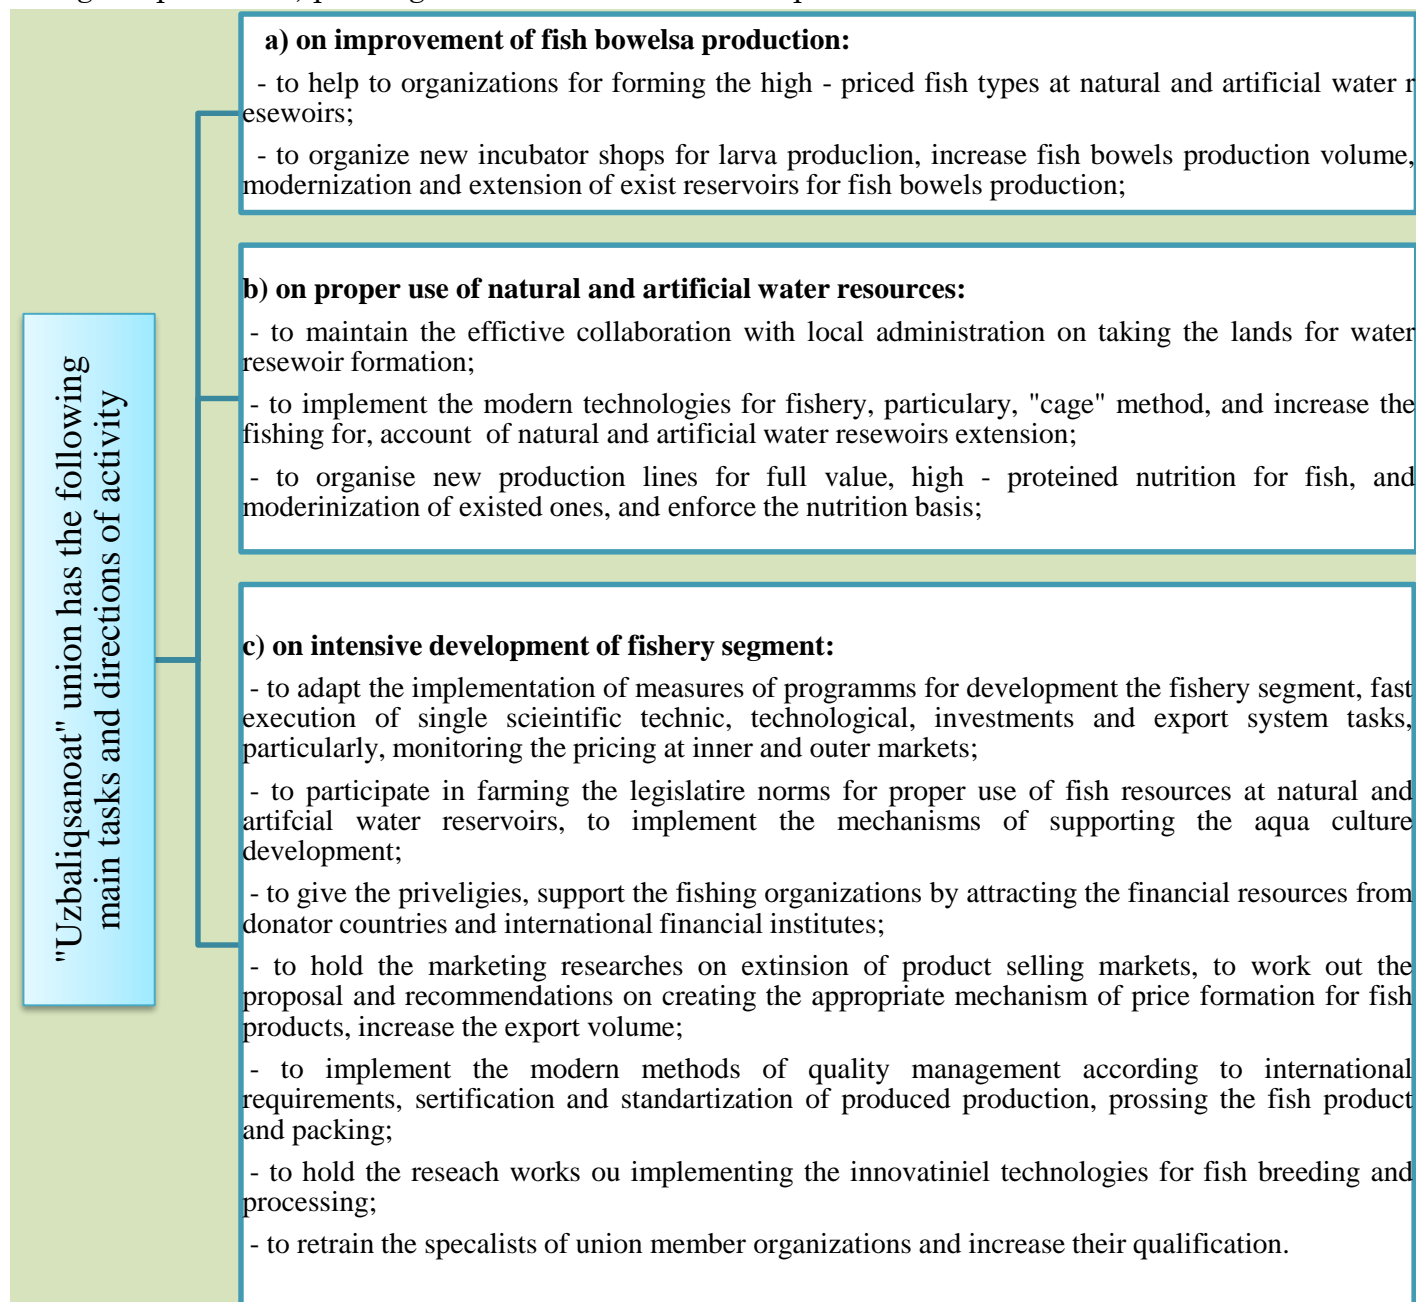 a) on improvement of fish bowelsa production:
- to help to organizations for forming the high - priced fish types at natural and artificial water r
esewoirs;
- to organize new incubator shops for larva produclion, increase fish bowels production volume,
modernization and extension of exist reservoirs for fish bowels production;
"Uzbaliqsanoat" union has the following
main tasks and directions of activity
b) on proper use of natural and artificial water resources:
- to maintain the effictive collaboration with local administration on taking the lands for water
resewoir formation;
- to implement the modern technologies for fishery, particulary, "cage" method, and increase the
fishing for, account of natural and artificial water resewoirs extension;
- to organise new production lines for full value, high - proteined nutrition for fish, and
moderinization of existed ones, and enforce the nutrition basis;
c) on intensive development of fishery segment:
- to adapt the implementation of measures of programms for development the fishery segment, fast
execution of single scieintific technic, technological, investments and export system tasks,
particularly, monitoring the pricing at inner and outer markets;
- to participate in farming the legislatire norms for proper use of fish resources at natural and
artifcial water reservoirs, to implement the mechanisms of supporting the aqua culture
development;
- to give the priveligies, support the fishing organizations by attracting the financial resources from
donator countries and international financial institutes;
- to hold the marketing researches on extinsion of product selling markets, to work out the
proposal and recommendations on creating the appropriate mechanism of price formation for fish
products, increase the export volume;
- to implement the modern methods of quality management according to international
requirements, sertification and standartization of produced production, prossing the fish product
and packing;
- to hold the reseach works ou implementing the innovatiniel technologies for fish breeding and
processing;
- to retrain the specalists of union member organizations and increase their qualification.